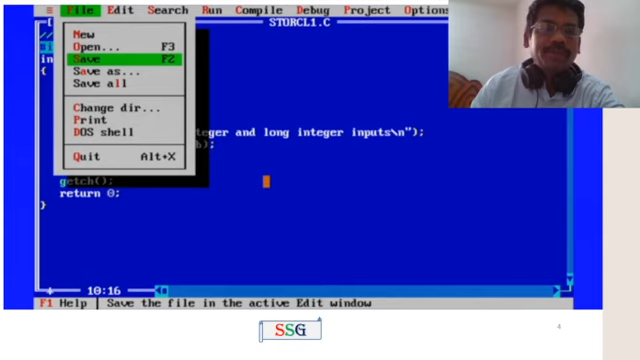 ≡ File Edit Search Run Compile Debug Project Options
STORCL1.C
New
Open... F3
Save F2
Save as...
Save all
Change dir...
Print
DOS shell
Quit Alt+X
//
#i
in
{
teger and long integer inputs\n");
b);
getch();
return 0;
}
10:16
F1 Help | Save the file in the active Edit window
SSG
4